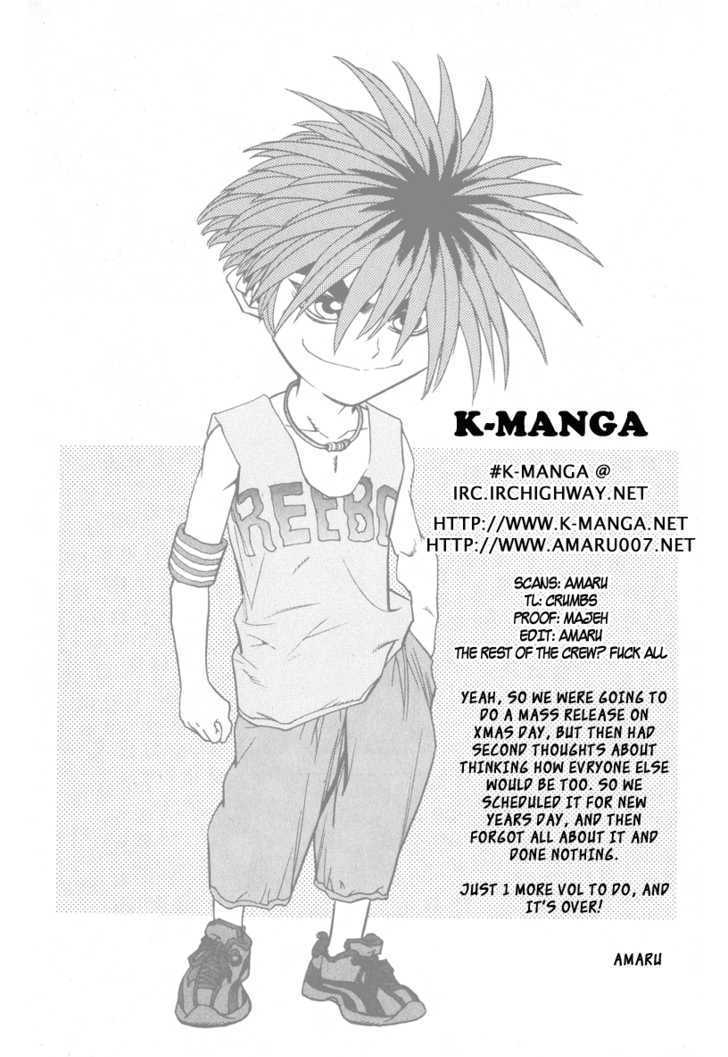 REEBO
K-MANGA
#K-MANGA @
IRC.IRCHIGHWAY.NET
HTTP://WWW.K-MANGA.NET
HTTP://WWW.AMARU007.NET
SCANS: AMARU
TL: CRUMBS
PROOF: MAJEH
EDIT: AMARU
THE REST OF THE CREW? FUCK ALL
YEAH, SO WE WERE GOING TO
DO A MASS RELEASE ON
XMAS DAY, BUT THEN HAD
SECOND THOUGHTS ABOUT
THINKING HOW EVRYONE ELSE
WOULD BE TOO. SO WE
SCHEDULED IT FOR NEW
YEARS DAY, AND THEN
FORGOT ALL ABOUT IT AND
DONE NOTHING.
JUST 1 MORE VOL TO DO, AND
IT'S OVER!
AMARU